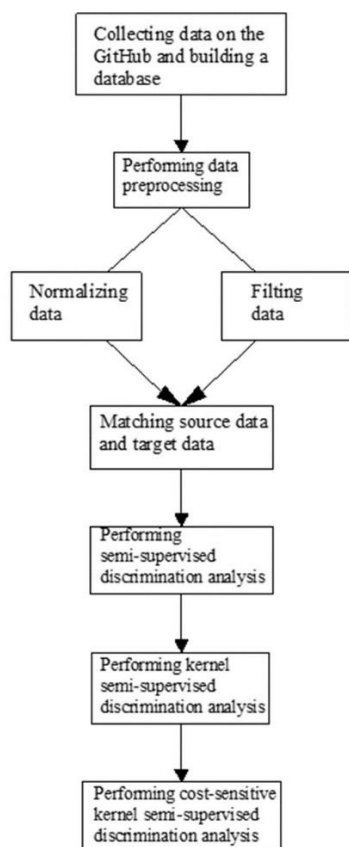 Collecting data on the
GitHub and building a
database
Performing data
preprocessing
Normalizing
data
Filting
data
Matching source data
and target data
Performing
semi-supervised
discrimination analysis
Performing kernel
semi-supervised
discrimination analysis
Performing cost-sensitive
kernel semi-supervised
discrimination analysis